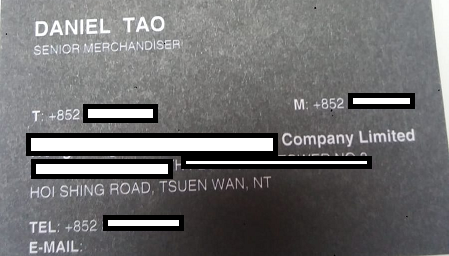 DANIEL TAO
SENIOR MERCHANDISER
T: +852
M: +852
Company Limited
HOI SHING ROAD, TSUEN WAN, NT
TEL: +852
E-MAIL: